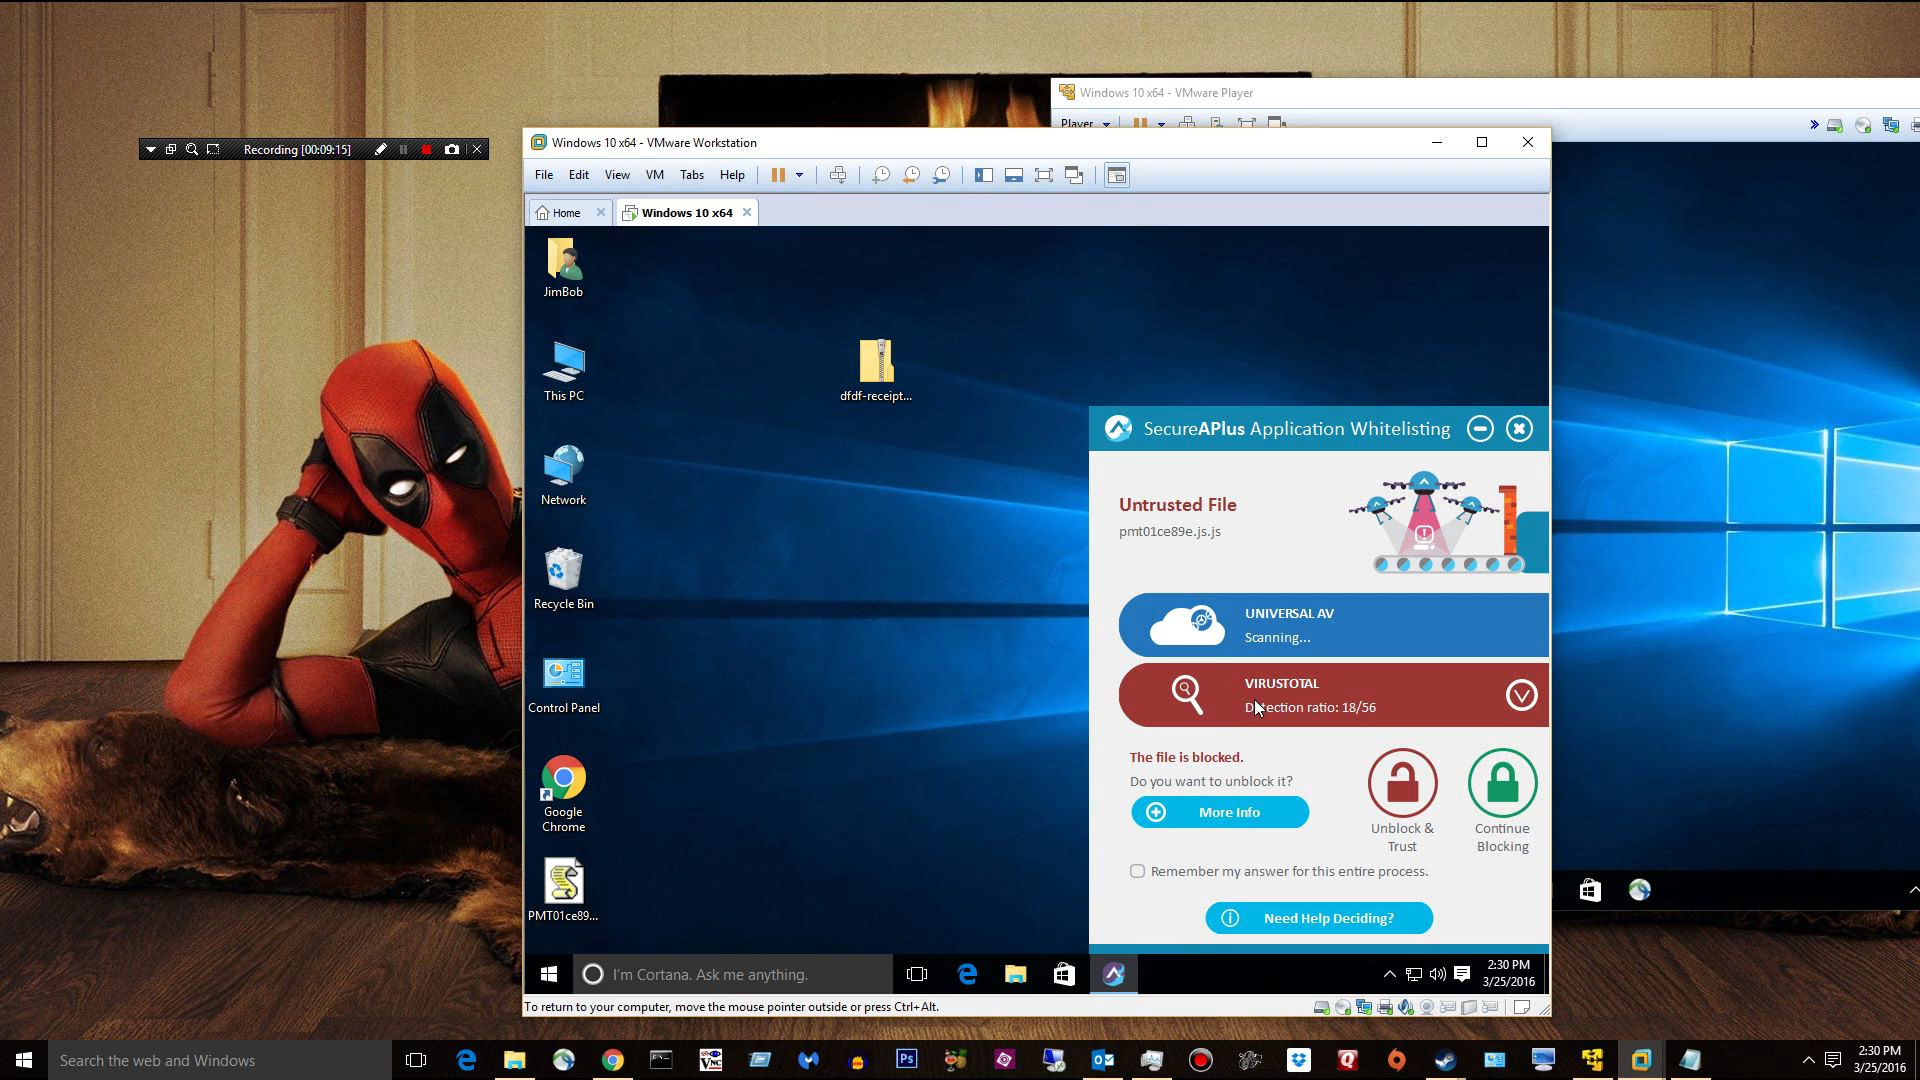 Windows 10 x64 - VMware Player
Player
Recording [00:09:15]
Windows 10 x64 - VMware Workstation
File Edit View VM Tabs Help
Home
Windows 10 x64
JimBob
This PC
dfdf-receipt...
Network
Recycle Bin
Control Panel
Google
Chrome
PMT01ce89...
SecureAPlus Application Whitelisting
Untrusted File
pmt01ce89e.js.js
UNIVERSAL AV
Scanning...
VIRUSTOTAL
Detection ratio: 18/56
The file is blocked.
Do you want to unblock it?
More Info
Unblock &
Trust
Continue
Blocking
Remember my answer for this entire process.
Need Help Deciding?
I'm Cortana. Ask me anything.
2:30 PM
3/25/2016
To return to your computer, move the mouse pointer outside or press Ctrl+Alt.
Search the web and Windows
Ps
2:30 PM
3/25/2016